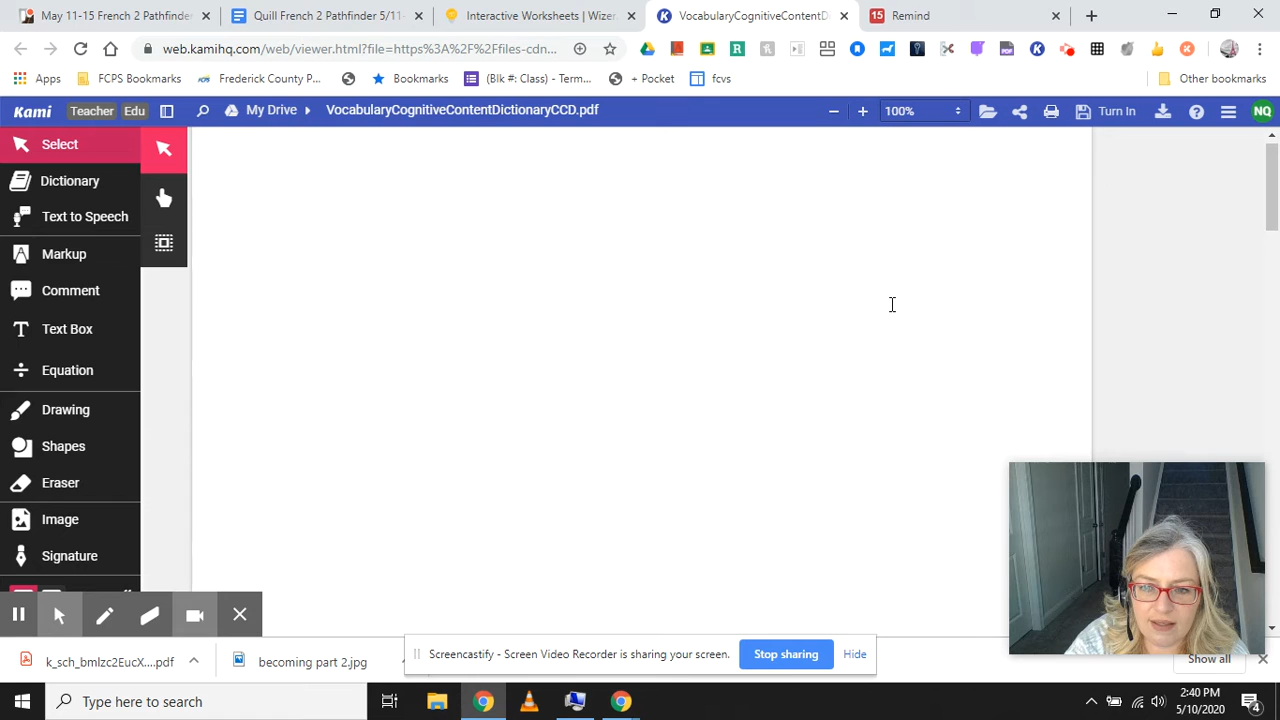 May 11-15 French 2 Pathfinder
Quill French 2 Pathfinder 5/11-
Interactive Worksheets | Wizer.
VocabularyCognitiveContentD
15
Remind
web.kamihq.com/web/viewer.html?file=https%3A%2F%2Ffiles-cdn...
Apps
FCPS Bookmarks
Frederick County P...
Bookmarks
(Blk #: Class) - Term...
+ Pocket
fcvs
Other bookmarks
Kami
Teacher
Edu
My Drive
VocabularyCognitiveContentDictionaryCCD.pdf
100%
Turn In
NQ
Select
Dictionary
Text to Speech
Markup
Comment
Text Box
Equation
Drawing
Shapes
Eraser
Image
Signature
k_sch_bmlzc2EucX....pdf
becoming part 2.jpg
Screencastify - Screen Video Recorder is sharing your screen.
Stop sharing
Hide
Show all
Type here to search
2:40 PM
5/10/2020
4